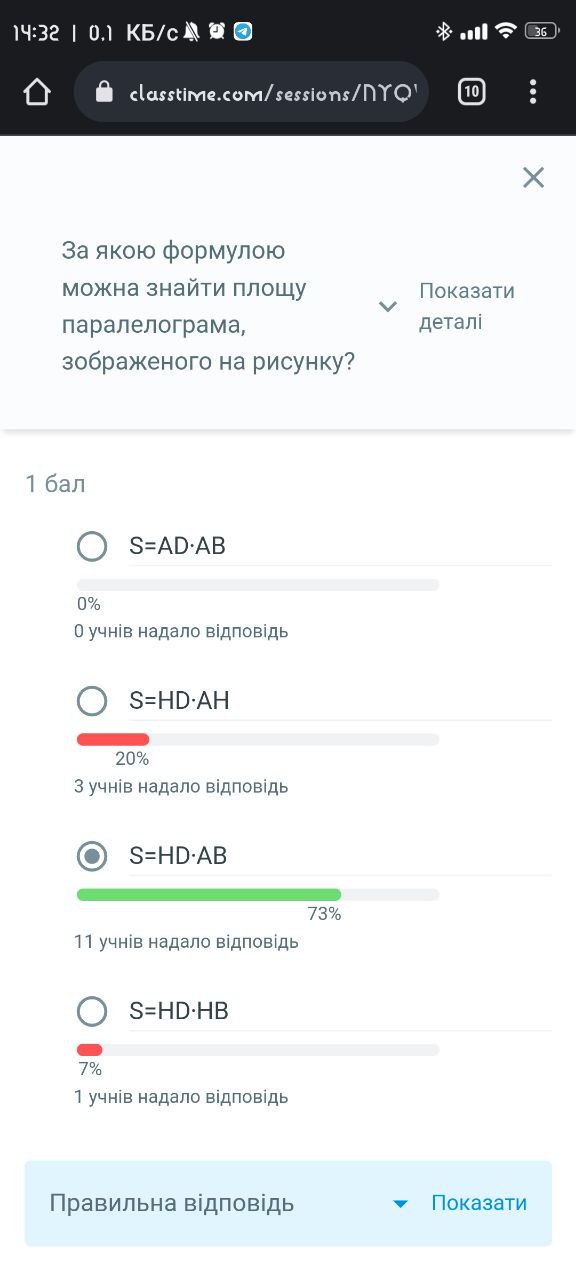 14:32 | 0.1 КБ/с
36
classtime.com/sessions/
10
За якою формулою
можна знайти площу
паралелограма,
зображеного на рисунку?
Показати
деталі
1 бал
S=AD·AB
0%
0 учнів надало відповідь
S=HD·AH
20%
3 учнів надало відповідь
S=HD·AB
73%
11 учнів надало відповідь
S=HD·HB
7%
1 учнів надало відповідь
Правильна відповідь
Показати